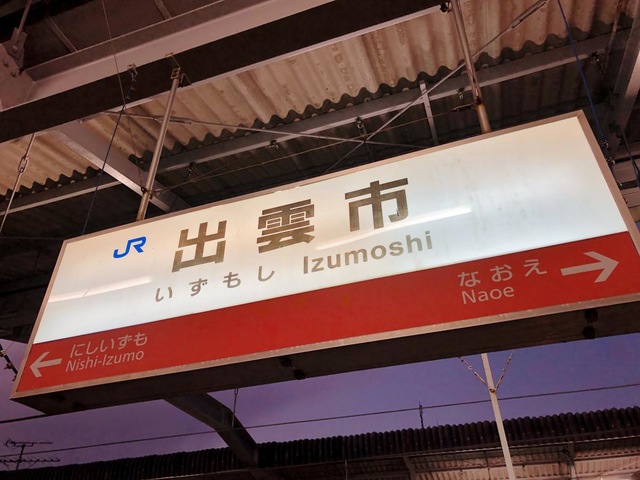 JR 出雲市
いずもし Izumoshi
なおえ →
Naoe
← にしいずも
Nishi-Izumo